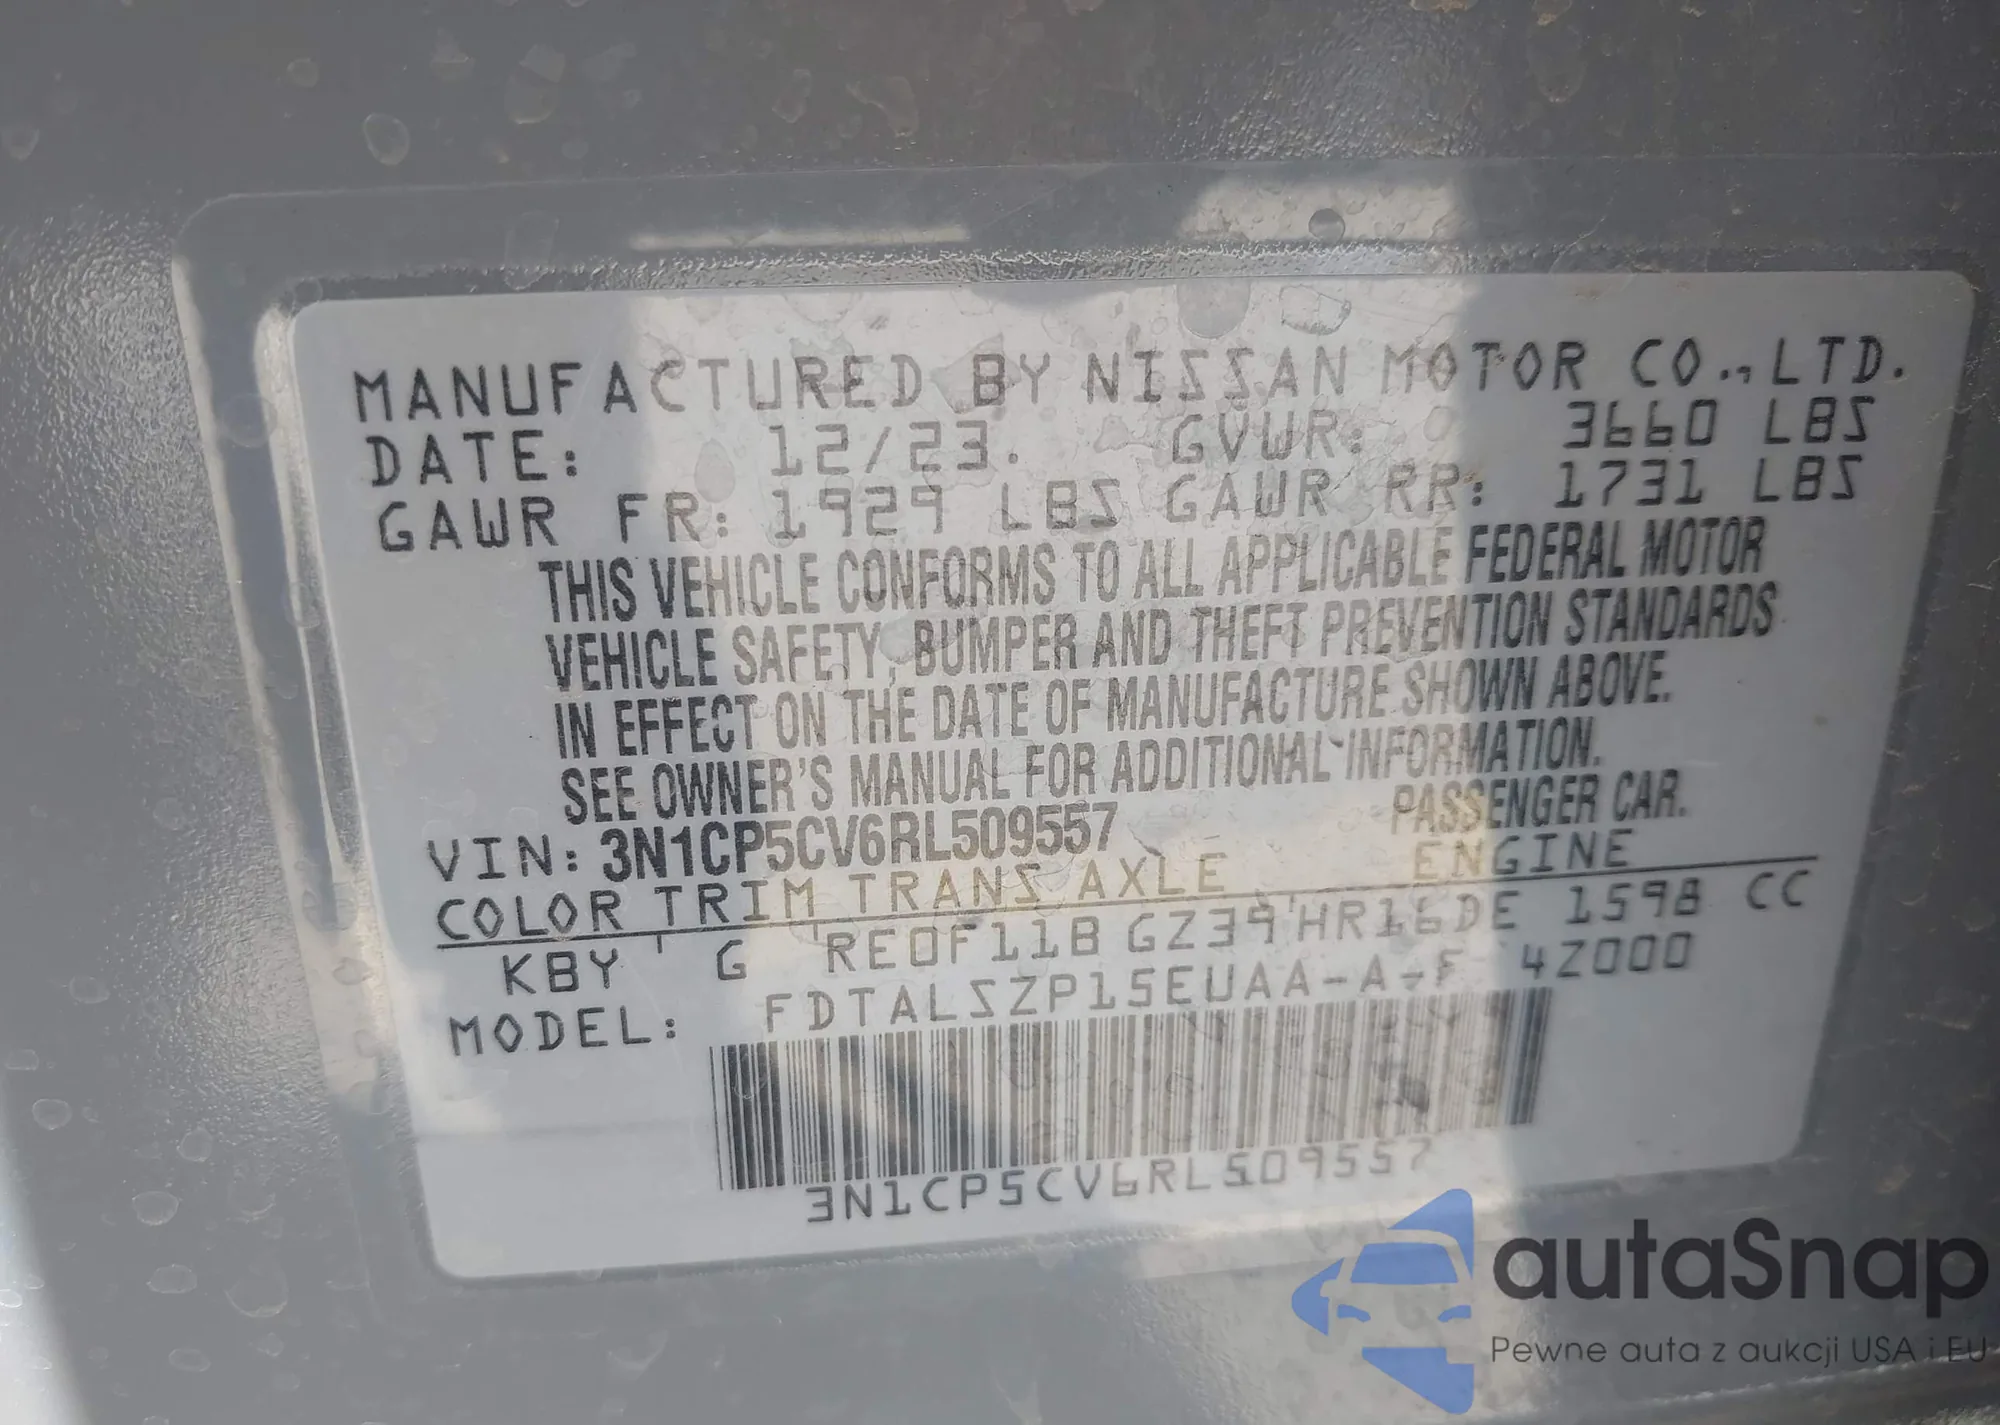 MANUFACTURED BY NISSAN MOTOR CO., LTD.
DATE: 12/23. GVWR: 3660 LBS
GAWR FR: 1929 LBS GAWR RR: 1731 LBS
THIS VEHICLE CONFORMS TO ALL APPLICABLE FEDERAL MOTOR
VEHICLE SAFETY, BUMPER AND THEFT PREVENTION STANDARDS
IN EFFECT ON THE DATE OF MANUFACTURE SHOWN ABOVE.
SEE OWNER'S MANUAL FOR ADDITIONAL INFORMATION.
VIN: 3N1CP5CV6RL509557 PASSENGER CAR.
COLOR TRIM TRANS AXLE ENGINE
KBY G RE0F11B GZ39 HR16DE 1598 CC
MODEL: FDTALSZP15EUAA-A-F 4Z000
3N1CP5CV6RL509557
autaSnap
Pewne auta z aukcji USA i EU